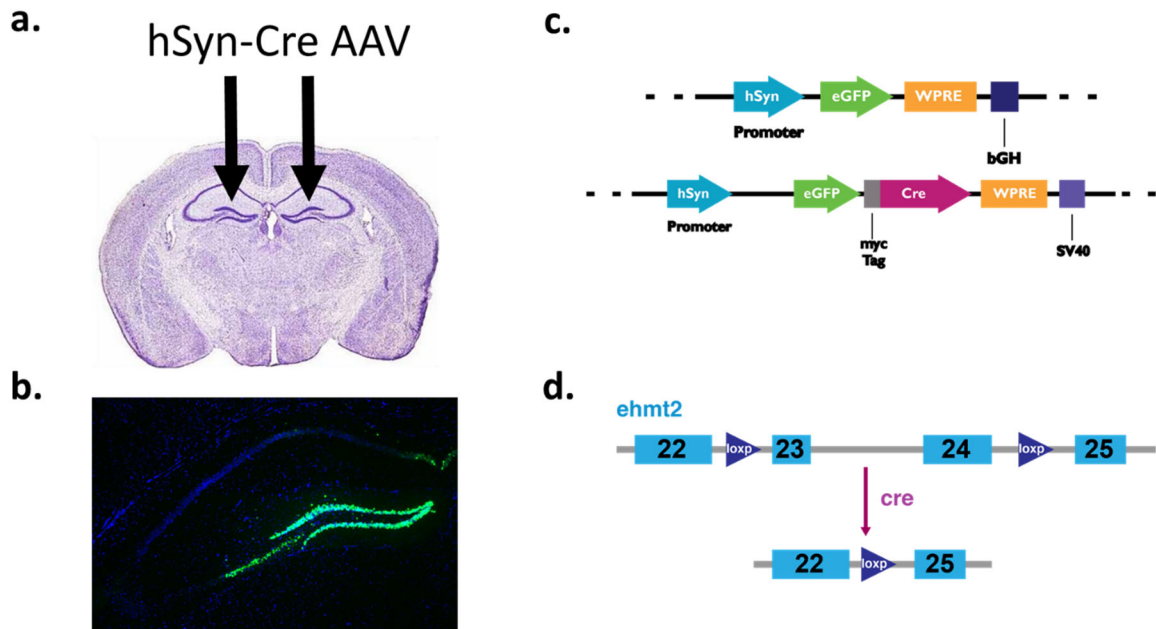 a.
hSyn-Cre AAV
b.
c.
hSyn eGFP WPRE
Promoter
bGH
hSyn eGFP Cre WPRE
Promoter
myc
Tag
SV40
d.
ehmt2
22 loxp 23 24 loxp 25
cre
22 loxp 25